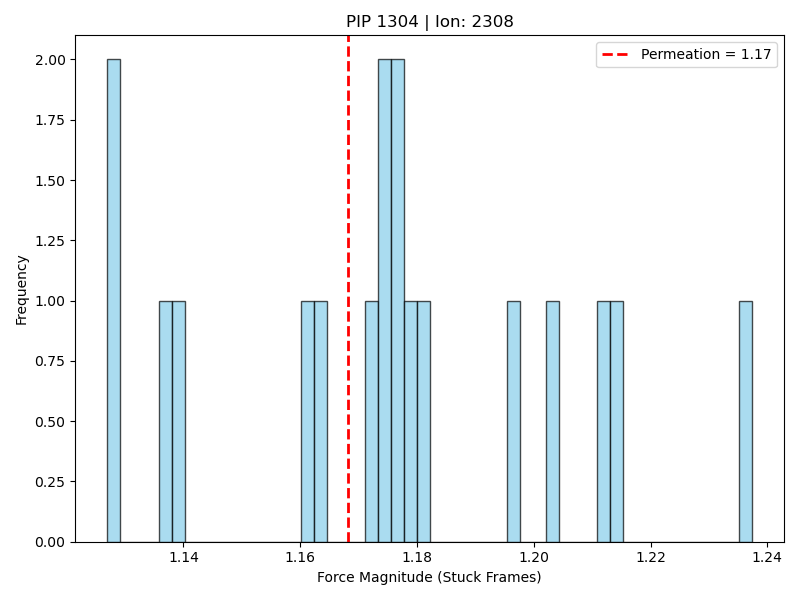 PIP 1304 | Ion: 2308
Permeation = 1.17
Frequency
2.00
1.75
1.50
1.25
1.00
0.75
0.50
0.25
0.00
1.14 1.16 1.18 1.20 1.22 1.24
Force Magnitude (Stuck Frames)